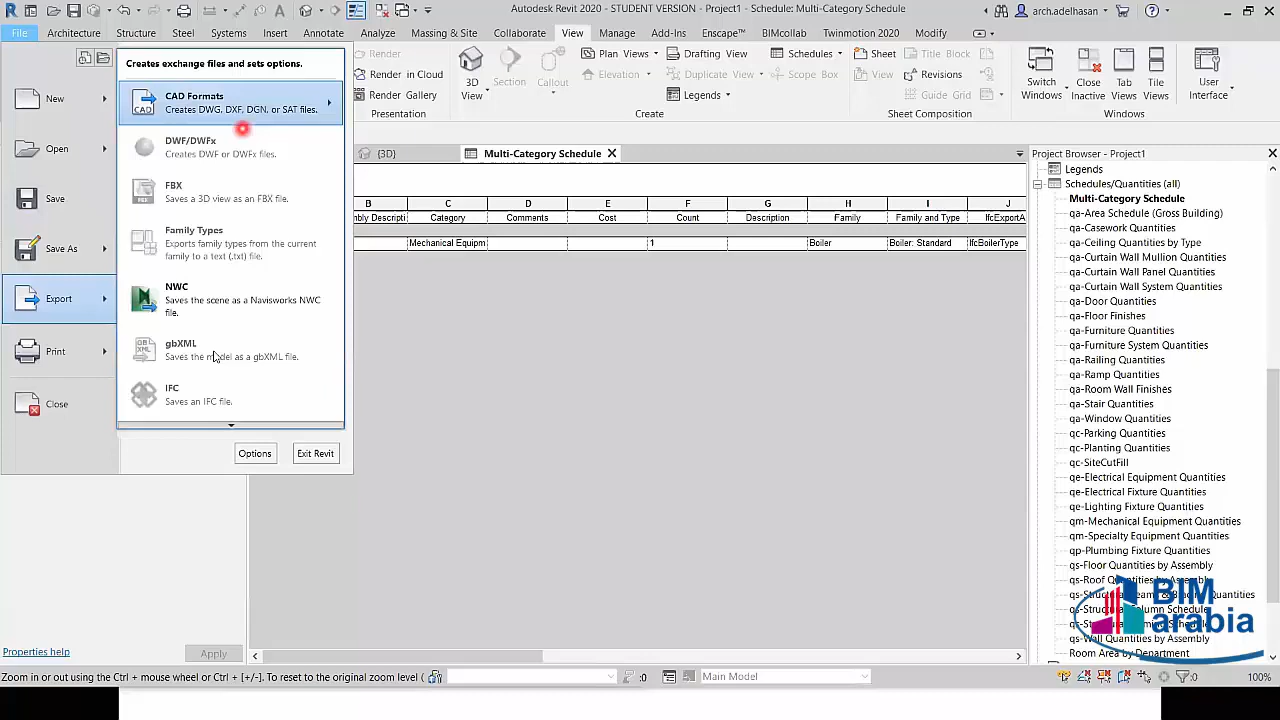 Autodesk Revit 2020 - STUDENT VERSION - Project1 - Schedule: Multi-Category Schedule
arch.adelhasan
File Architecture Structure Steel Systems Insert Annotate Analyze Massing & Site Collaborate View Manage Add-Ins Enscape™ BIMcollab Twinmotion 2020 Modify
Render
Render in Cloud
Render Gallery
Presentation
3D View
Section
Callout
Plan Views
Elevation
Drafting View
Duplicate View
Legends
Schedules
Scope Box
Create
Sheet
View
Title Block
Revisions
Guide Grid
Sheet Composition
Switch Windows
Close Inactive
Tab Views
Tile Views
Windows
User Interface
New
Open
Save
Save As
Export
Print
Close
Creates exchange files and sets options.
CAD Formats
Creates DWG, DXF, DGN, or SAT files.
CAD
DWF/DWFx
Creates DWF or DWFx files.
FBX
Saves a 3D view as an FBX file.
Family Types
Exports family types from the current
family to a text (.txt) file.
NWC
Saves the scene as a Navisworks NWC
file.
gbXML
Saves the model as a gbXML file.
IFC
Saves an IFC file.
Options Exit Revit
{3D} Multi-Category Schedule
B C D E F G H I J
Category Comments Cost Count Description Family Family and Type IfcExportA
Mechanical Equipm 1 Boiler Boiler: Standard IfcBoilerType
Project Browser - Project1
Legends
Schedules/Quantities (all)
Multi-Category Schedule
qa-Area Schedule (Gross Building)
qa-Casework Quantities
qa-Ceiling Quantities by Type
qa-Curtain Wall Mullion Quantities
qa-Curtain Wall Panel Quantities
qa-Curtain Wall System Quantities
qa-Door Quantities
qa-Floor Finishes
qa-Furniture Quantities
qa-Furniture System Quantities
qa-Railing Quantities
qa-Ramp Quantities
qa-Room Wall Finishes
qa-Stair Quantities
qa-Window Quantities
qc-Parking Quantities
qc-Planting Quantities
qc-SiteCutFill
qe-Electrical Equipment Quantities
qe-Electrical Fixture Quantities
qe-Lighting Fixture Quantities
qm-Mechanical Equipment Quantities
qm-Specialty Equipment Quantities
qp-Plumbing Fixture Quantities
qs-Floor Quantities by Assembly
qs-Roof Quantities by
qs-Wall Quantities by Assembly
Room Area by Department
BIM
arabia
Properties help Apply
Zoom in or out using the Ctrl + mouse wheel or Ctrl + [+/-]. To reset to the original zoom level ( :0 Main Model :0 100%